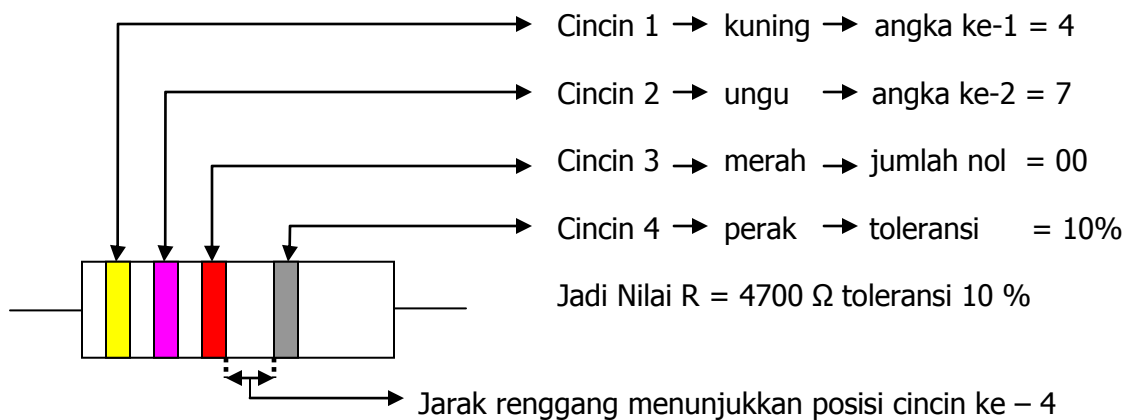 Cincin 1 → kuning → angka ke-1 = 4
Cincin 2 → ungu → angka ke-2 = 7
Cincin 3 → merah → jumlah nol = 00
Cincin 4 → perak → toleransi = 10%
Jadi Nilai R = 4700 Ω toleransi 10 %
Jarak renggang menunjukkan posisi cincin ke – 4